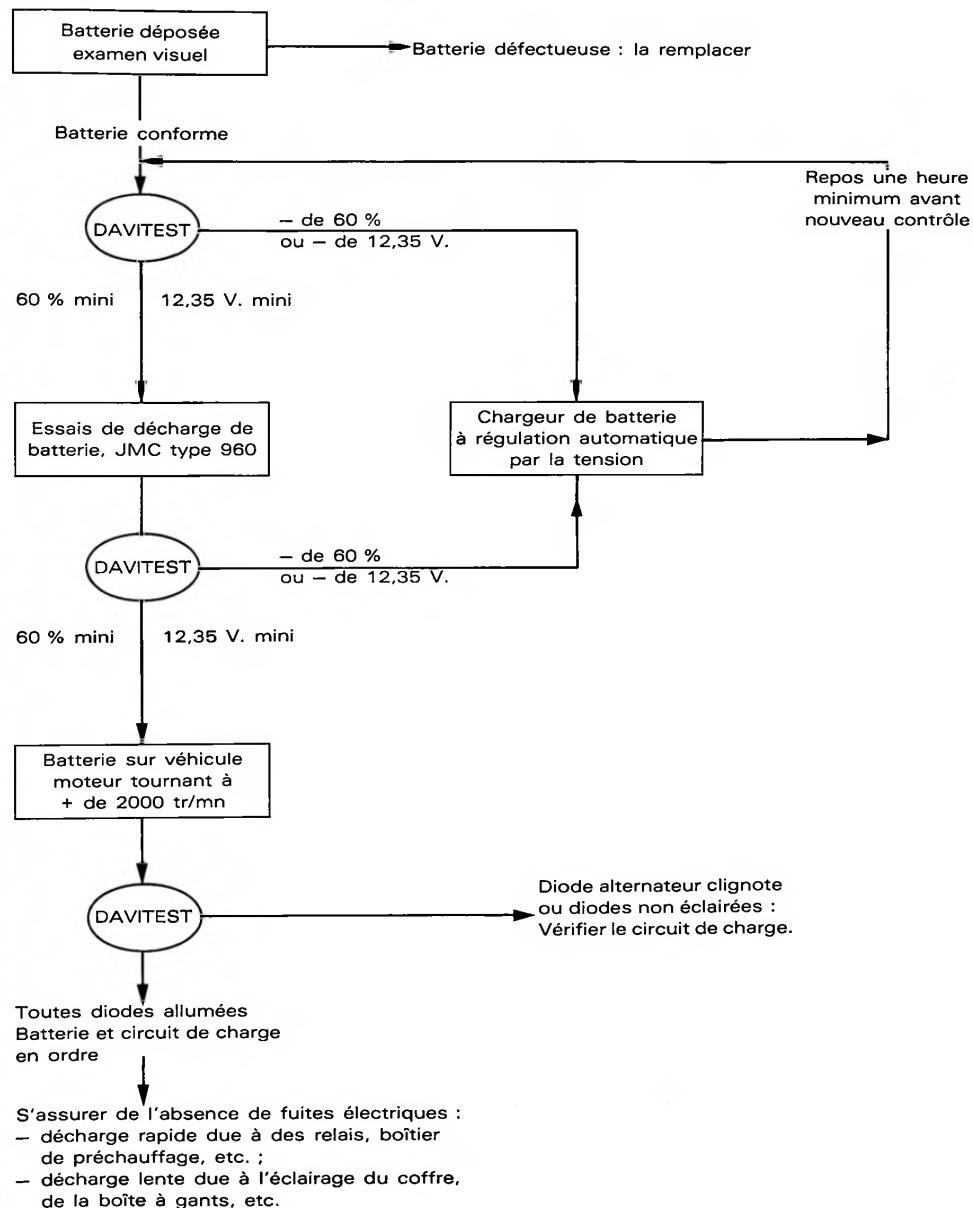 Batterie déposée
examen visuel
Batterie défectueuse : la remplacer
Batterie conforme
Repos une heure
minimum avant
nouveau contrôle
DAVITEST
– de 60 %
ou – de 12,35 V.
60 % mini
12,35 V. mini
Essais de décharge de
batterie, JMC type 960
Chargeur de batterie
à régulation automatique
par la tension
DAVITEST
– de 60 %
ou – de 12,35 V.
60 % mini
12,35 V. mini
Batterie sur véhicule
moteur tournant à
+ de 2000 tr/mn
DAVITEST
Diode alternateur clignote
ou diodes non éclairées :
Vérifier le circuit de charge.
Toutes diodes allumées
Batterie et circuit de charge
en ordre
S'assurer de l'absence de fuites électriques :
– décharge rapide due à des relais, boîtier
de préchauffage, etc. ;
– décharge lente due à l'éclairage du coffre,
de la boîte à gants, etc.